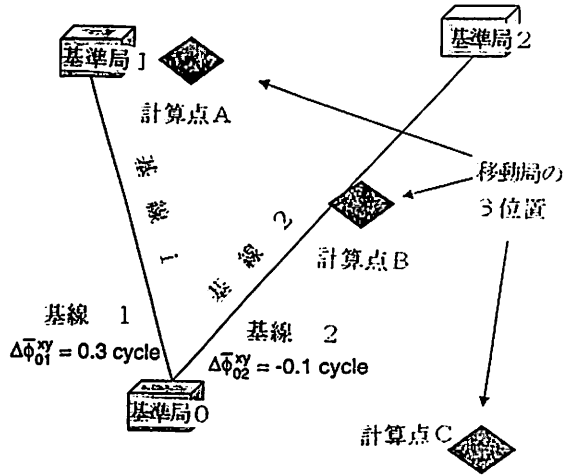 基準局1
基準局2
計算点A
移動局の
3位置
計算点B
基線1
基線2
基線 1
Δφ̄₀₁ˣʸ = 0.3 cycle
基線 2
Δφ̄₀₂ˣʸ = -0.1 cycle
基準局0
計算点C